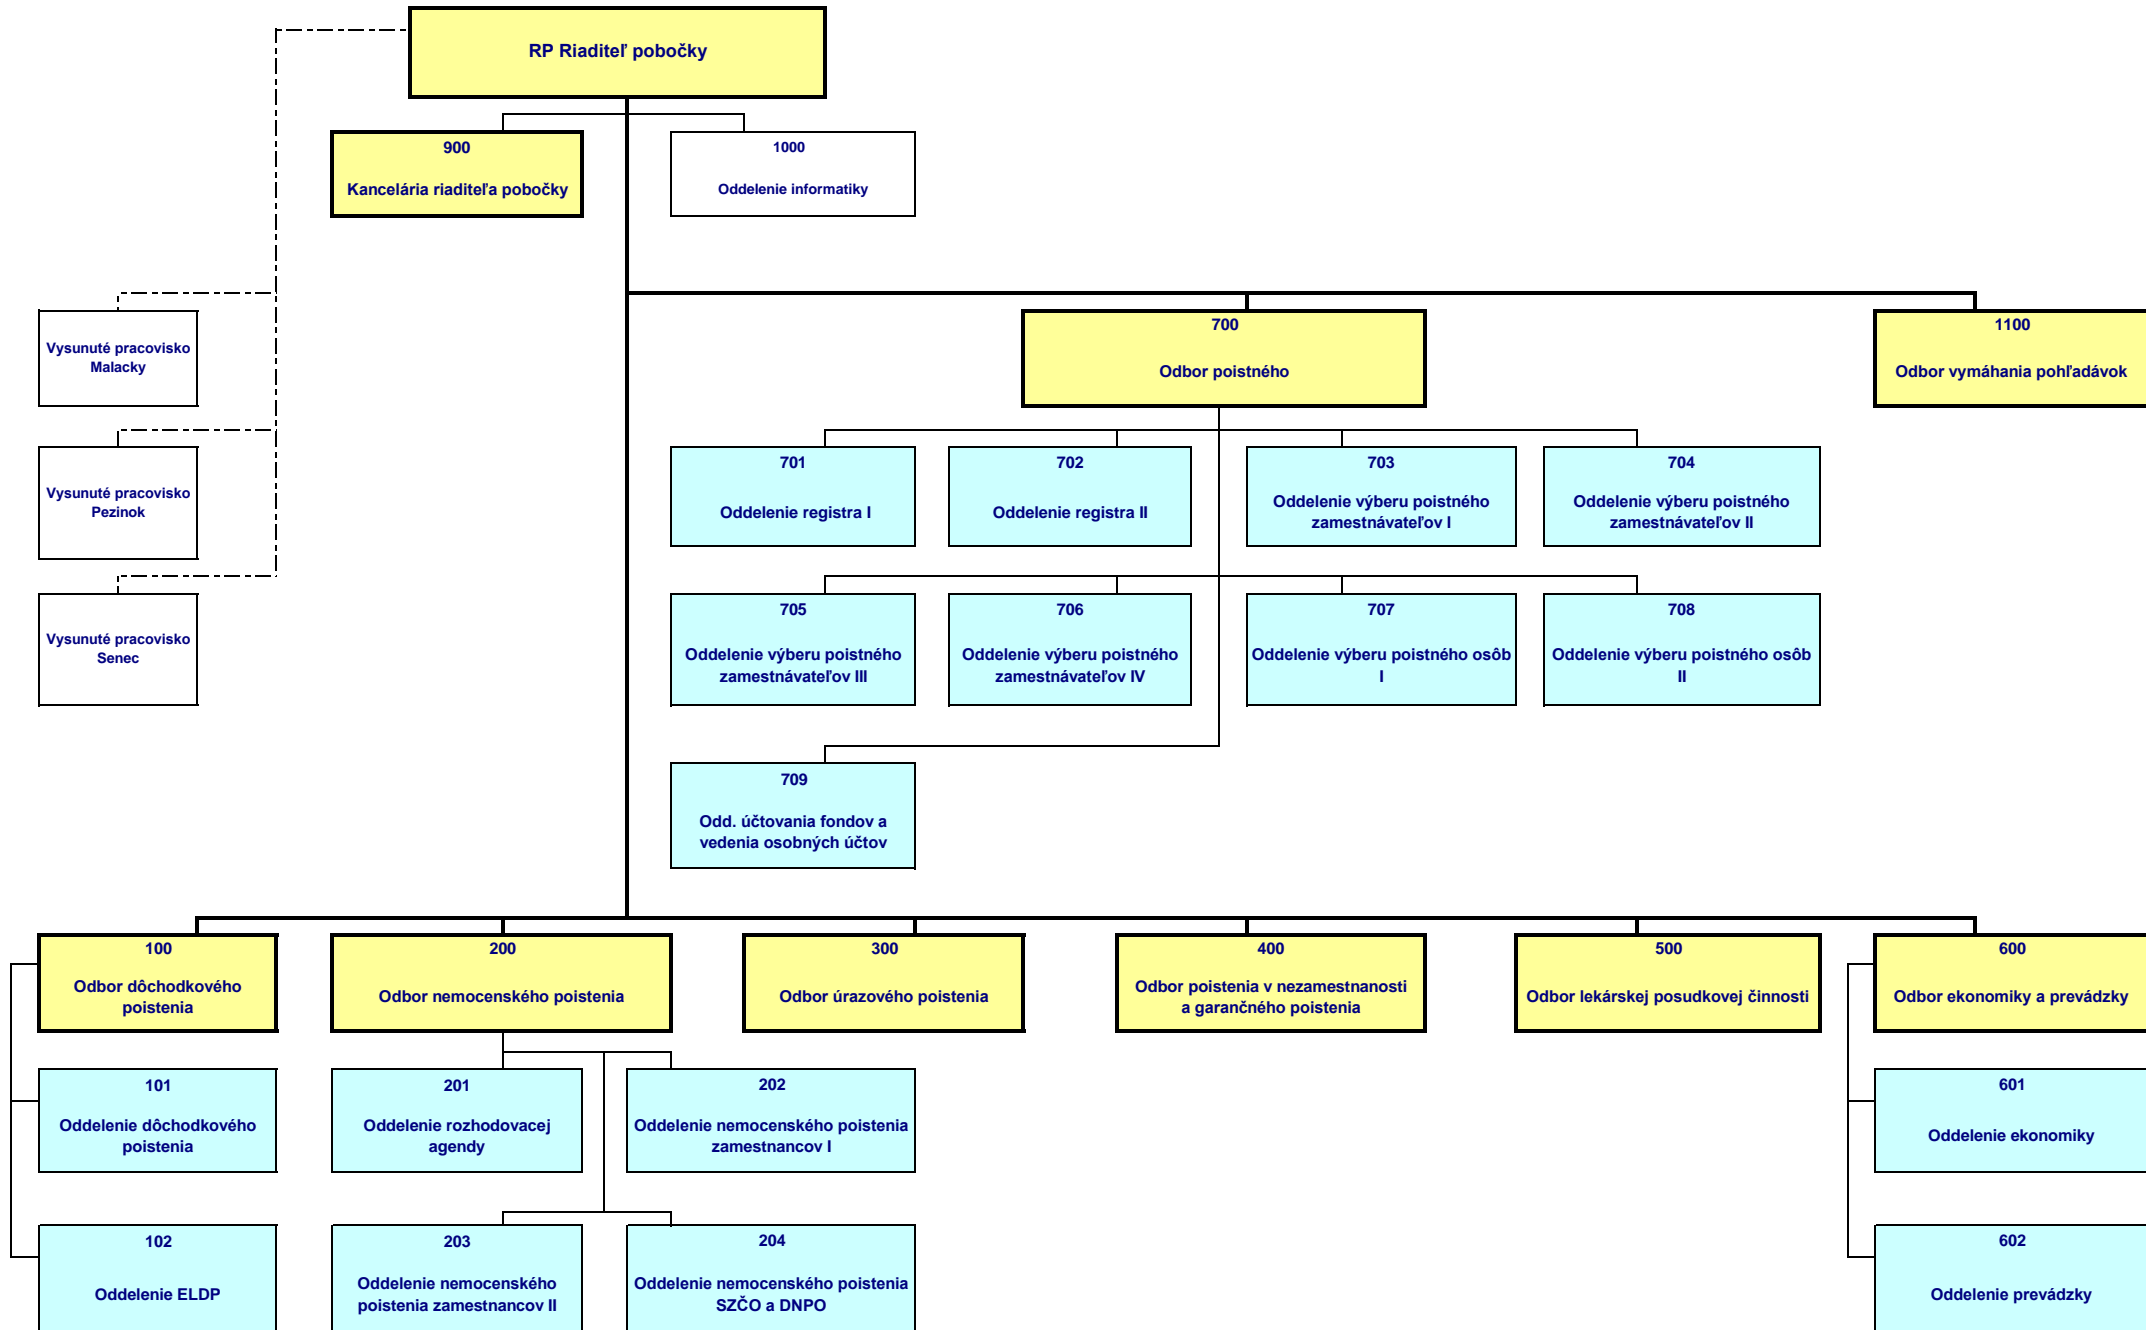 RP Riaditeľ pobočky
900
Kancelária riaditeľa pobočky
1000
Oddelenie informatiky
Vysunuté pracovisko
Malacky
700
Odbor poistného
1100
Odbor vymáhania pohľadávok
Vysunuté pracovisko
Pezinok
701
Oddelenie registra I
702
Oddelenie registra II
703
Oddelenie výberu poistného
zamestnávateľov I
704
Oddelenie výberu poistného
zamestnávateľov II
Vysunuté pracovisko
Senec
705
Oddelenie výberu poistného
zamestnávateľov III
706
Oddelenie výberu poistného
zamestnávateľov IV
707
Oddelenie výberu poistného osôb
I
708
Oddelenie výberu poistného osôb
II
709
Odd. účtovania fondov a
vedenia osobných účtov
100
Odbor dôchodkového
poistenia
200
Odbor nemocenského poistenia
300
Odbor úrazového poistenia
400
Odbor poistenia v nezamestnanosti
a garančného poistenia
500
Odbor lekárskej posudkovej činnosti
600
Odbor ekonomiky a prevádzky
101
Oddelenie dôchodkového
poistenia
201
Oddelenie rozhodovacej
agendy
202
Oddelenie nemocenského poistenia
zamestnancov I
601
Oddelenie ekonomiky
102
Oddelenie ELDP
203
Oddelenie nemocenského
poistenia zamestnancov II
204
Oddelenie nemocenského poistenia
SZČO a DNPO
602
Oddelenie prevádzky